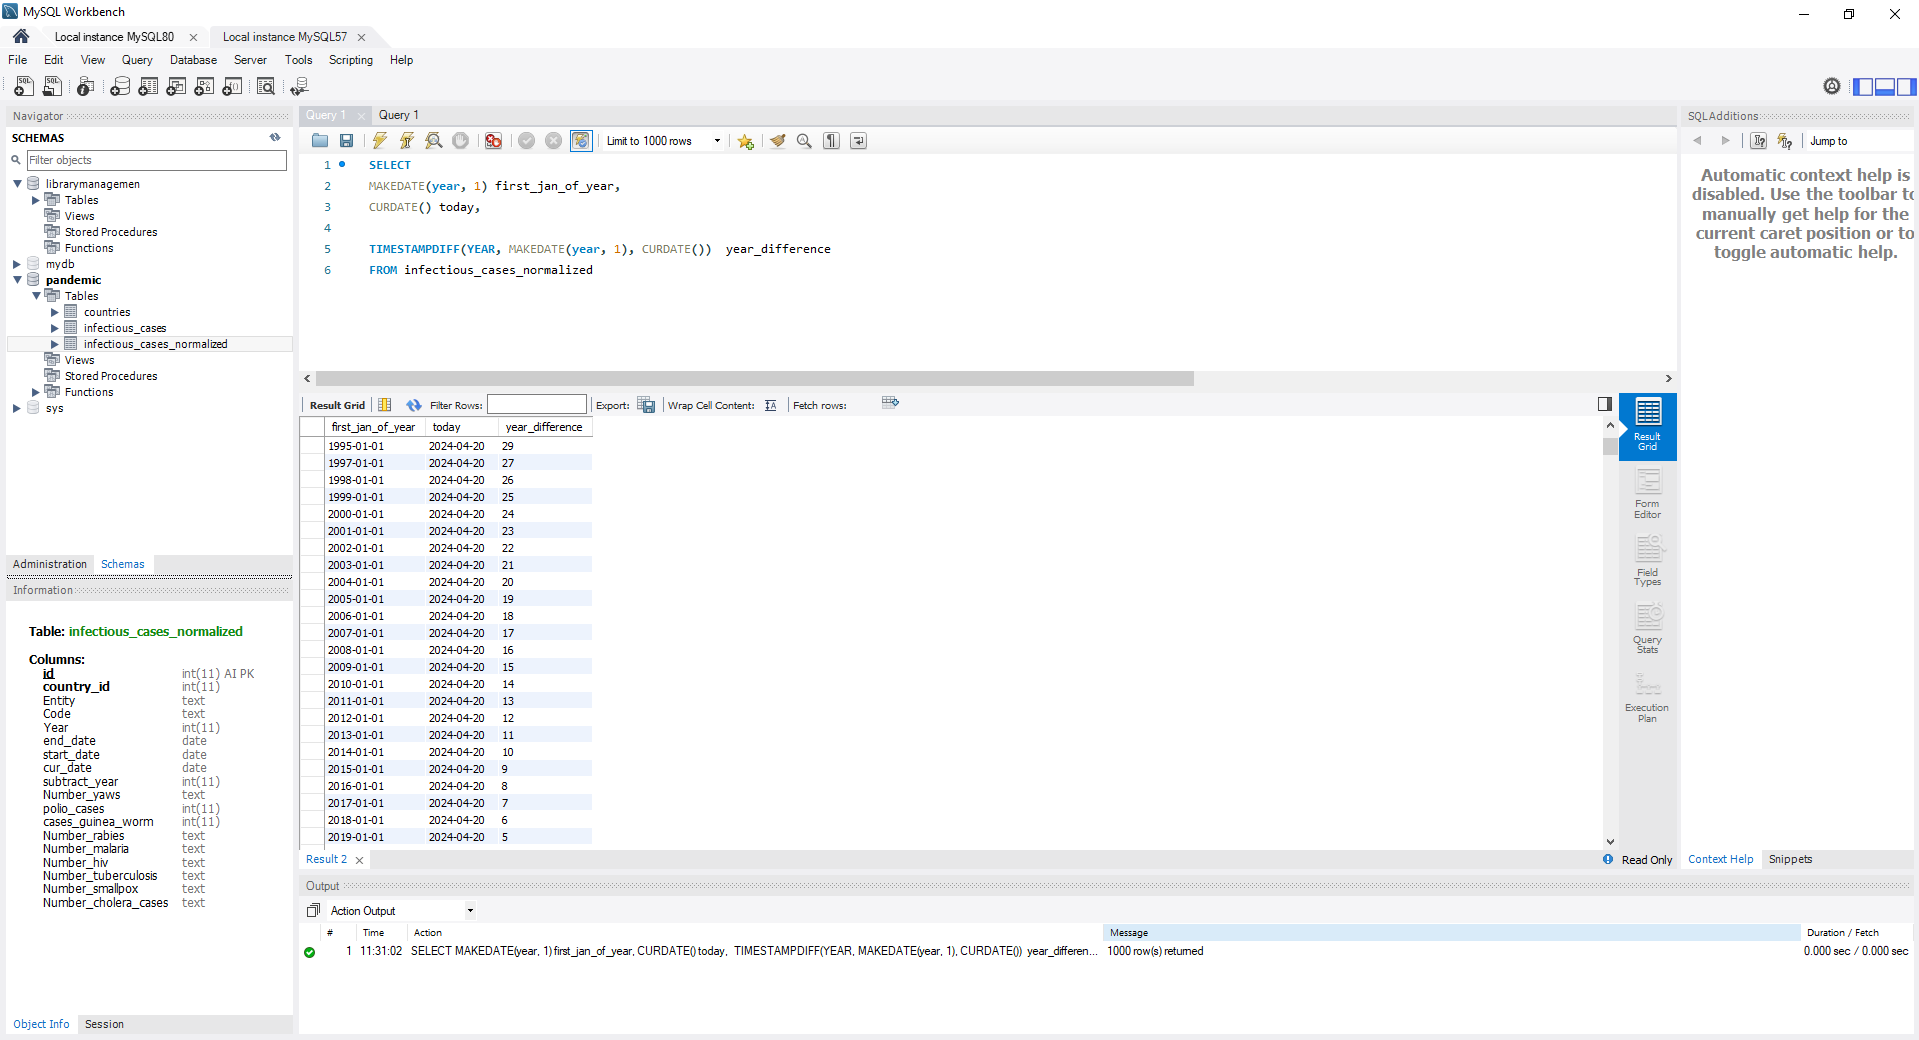 MySQL Workbench
Local instance MySQL80
Local instance MySQL57
File Edit View Query Database Server Tools Scripting Help
Navigator
SCHEMAS
Filter objects
librarymanagemen
Tables
Views
Stored Procedures
Functions
mydb
pandemic
Tables
countries
infectious_cases
infectious_cases_normalized
Views
Stored Procedures
Functions
sys
Administration Schemas
Information
Table: infectious_cases_normalized
Columns:
id int(11) AI PK
country_id int(11)
Entity text
Code text
Year int(11)
end_date date
start_date date
cur_date date
subtract_year int(11)
Number_yaws text
polio_cases int(11)
cases_guinea_worm int(11)
Number_rabies text
Number_malaria text
Number_hiv text
Number_tuberculosis text
Number_smallpox text
Number_cholera_cases text
Object Info Session
Query 1 Query 1
Limit to 1000 rows
1 SELECT
2 MAKEDATE(year, 1) first_jan_of_year,
3 CURDATE() today,
4
5 TIMESTAMPDIFF(YEAR, MAKEDATE(year, 1), CURDATE()) year_difference
6 FROM infectious_cases_normalized
Result Grid Filter Rows: Export: Wrap Cell Content: Fetch rows:
first_jan_of_year today year_difference
1995-01-01 2024-04-20 29
1997-01-01 2024-04-20 27
1998-01-01 2024-04-20 26
1999-01-01 2024-04-20 25
2000-01-01 2024-04-20 24
2001-01-01 2024-04-20 23
2002-01-01 2024-04-20 22
2003-01-01 2024-04-20 21
2004-01-01 2024-04-20 20
2005-01-01 2024-04-20 19
2006-01-01 2024-04-20 18
2007-01-01 2024-04-20 17
2008-01-01 2024-04-20 16
2009-01-01 2024-04-20 15
2010-01-01 2024-04-20 14
2011-01-01 2024-04-20 13
2012-01-01 2024-04-20 12
2013-01-01 2024-04-20 11
2014-01-01 2024-04-20 10
2015-01-01 2024-04-20 9
2016-01-01 2024-04-20 8
2017-01-01 2024-04-20 7
2018-01-01 2024-04-20 6
2019-01-01 2024-04-20 5
Result
Grid
Form
Editor
Field
Types
Query
Stats
Execution
Plan
Result 2
Read Only
Output
Action Output
# Time Action Message Duration / Fetch
1 11:31:02 SELECT MAKEDATE(year, 1) first_jan_of_year, CURDATE() today, TIMESTAMPDIFF(YEAR, MAKEDATE(year, 1), CURDATE()) year_differen... 1000 row(s) returned 0.000 sec / 0.000 sec
SQLAdditions
Jump to
Automatic context help is
disabled. Use the toolbar to
manually get help for the
current caret position or to
toggle automatic help.
Context Help Snippets